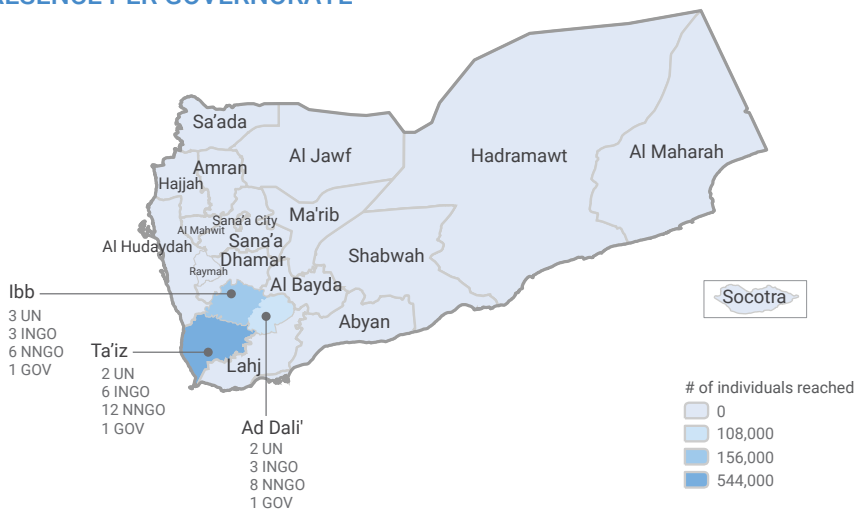 Sa'ada
Amran
Al Jawf
Hadramawt
Al Maharah
Hajjah
Ma'rib
Sana'a City
Al Mahwit
Sana'a
Al Hudaydah
Dhamar
Shabwah
Raymah
Al Bayda
Abyan
Socotra
Ibb
3 UN
3 INGO
6 NNGO
1 GOV
Ta'iz
2 UN
6 INGO
12 NNGO
1 GOV
Lahj
Ad Dali'
2 UN
3 INGO
8 NNGO
1 GOV
# of individuals reached
0
108,000
156,000
544,000